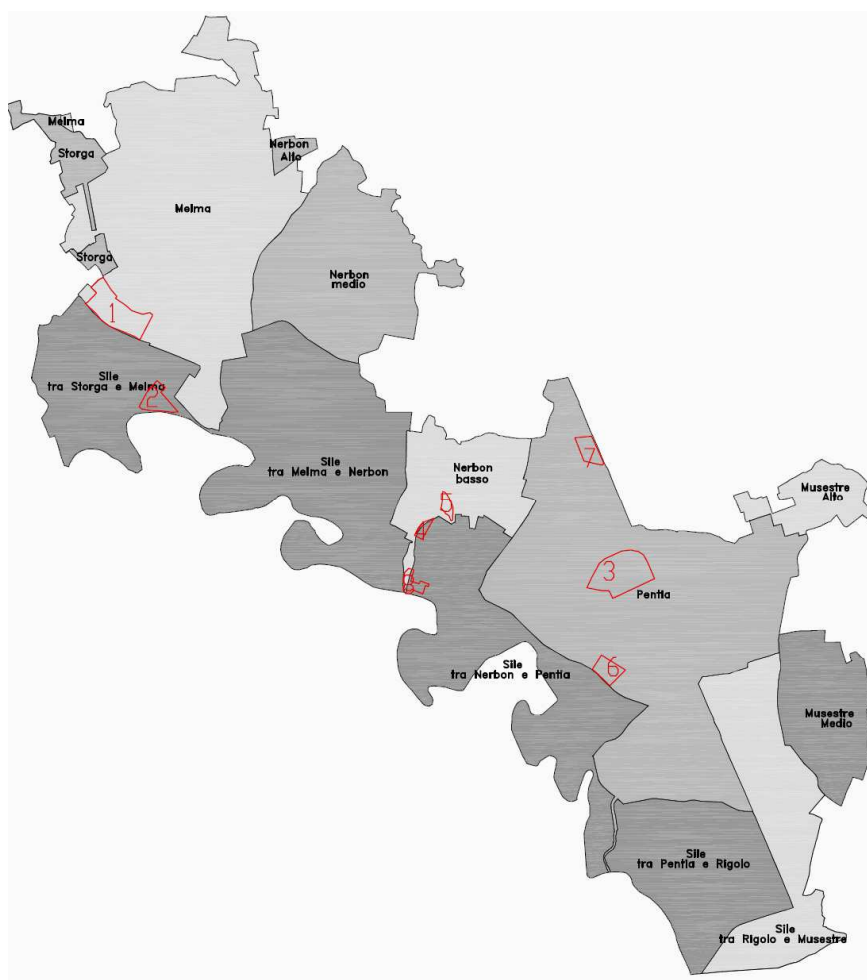 Melma
Storga
Nerbon
Alto
Melma
Storga
Nerbon
medio
1
Sile
tra Storga e Melma
2
Sile
tra Melma e Nerbon
Nerbon
basso
7
Musestre
Alto
5
4
3
8
Pentia
6
Sile
tra Nerbon e Pentia
Musestre
Medio
Sile
tra Pentia e Rigolo
Sile
tra Rigolo e Musestre